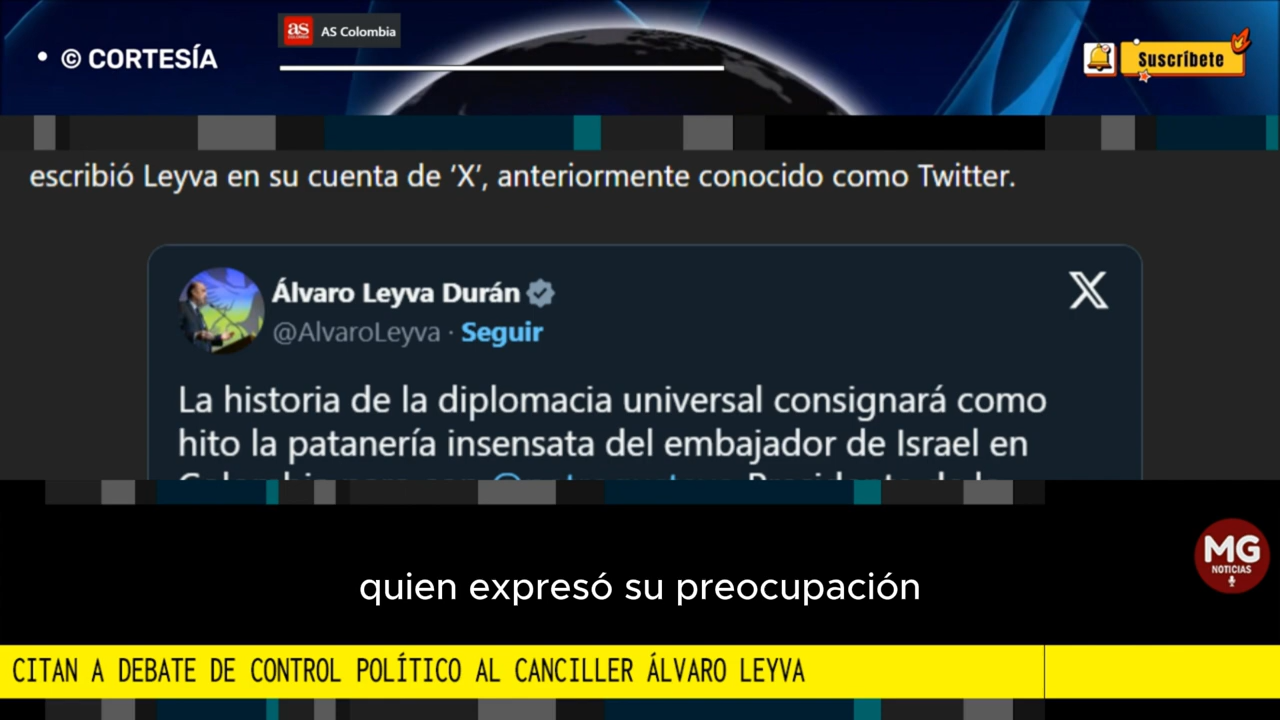 © CORTESÍA
as
COLOMBIA
AS Colombia
Suscríbete
escribió Leyva en su cuenta de ‘X’, anteriormente conocido como Twitter.
Álvaro Leyva Durán
@AlvaroLeyva · Seguir
La historia de la diplomacia universal consignará como
hito la patanería insensata del embajador de Israel en
quien expresó su preocupación
MG
NOTICIAS
CITAN A DEBATE DE CONTROL POLÍTICO AL CANCILLER ÁLVARO LEYVA